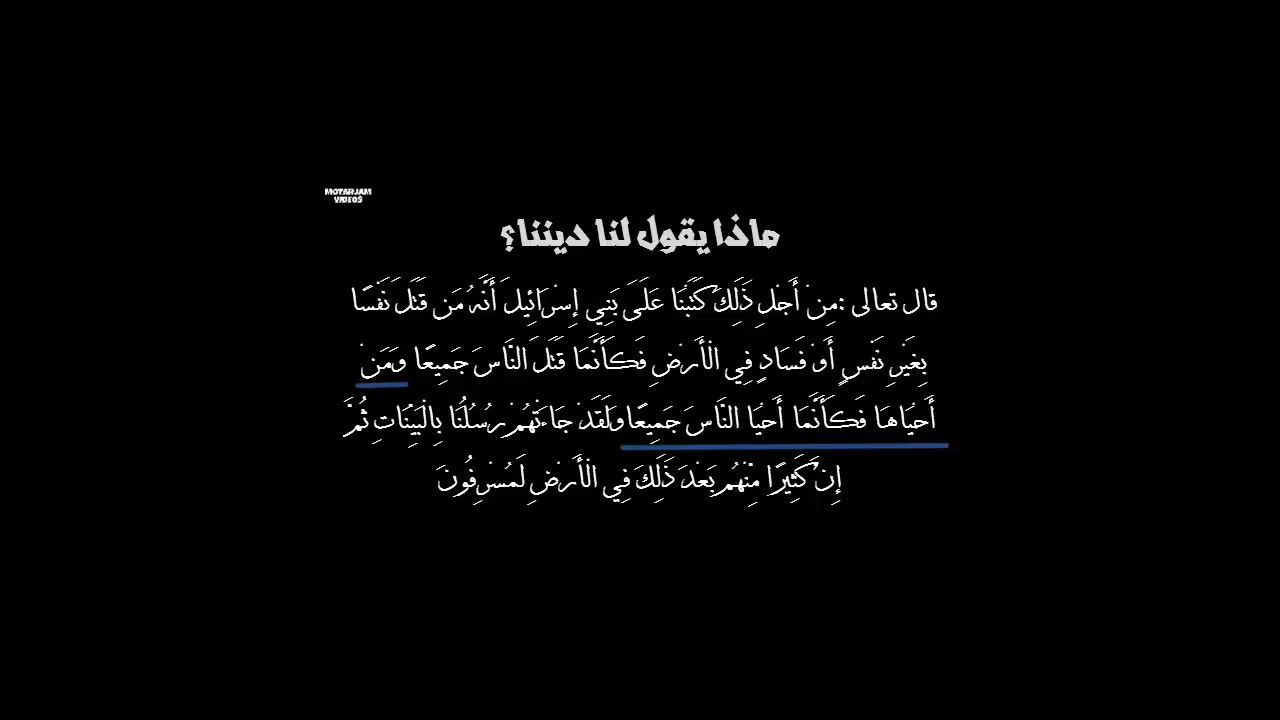 MOTARJAM
VIDEOS
ماذا يقول لنا ديننا؟
قال تعالى :مِنْ أَجْلِ ذَلِكَ كَتَبْنَا عَلَىَ بَنِي إِسْرَائِيلَ أَنَّهُ مَن قَتَلَ نَفْسًا
بِغَيْرِ نَفْسٍ أَوْ فَسَادٍ فِي الْأَرْضِ فَكَأَنَّمَا قَتَلَ النَّاسَ جَمِيعًا وَمَنْ
أَحْيَاهَا فَكَأَنَّمَا أَحْيَا النَّاسَ جَمِيعًا وَلَقَدْ جَاءَتْهُمْ رُسُلُنَا بِالْبَيِّنَاتِ ثُمَّ
إِنَّ كَثِيرًا مِّنْهُم بَعْدَ ذَلِكَ فِي الْأَرْضِ لَمُسْرِفُونَ